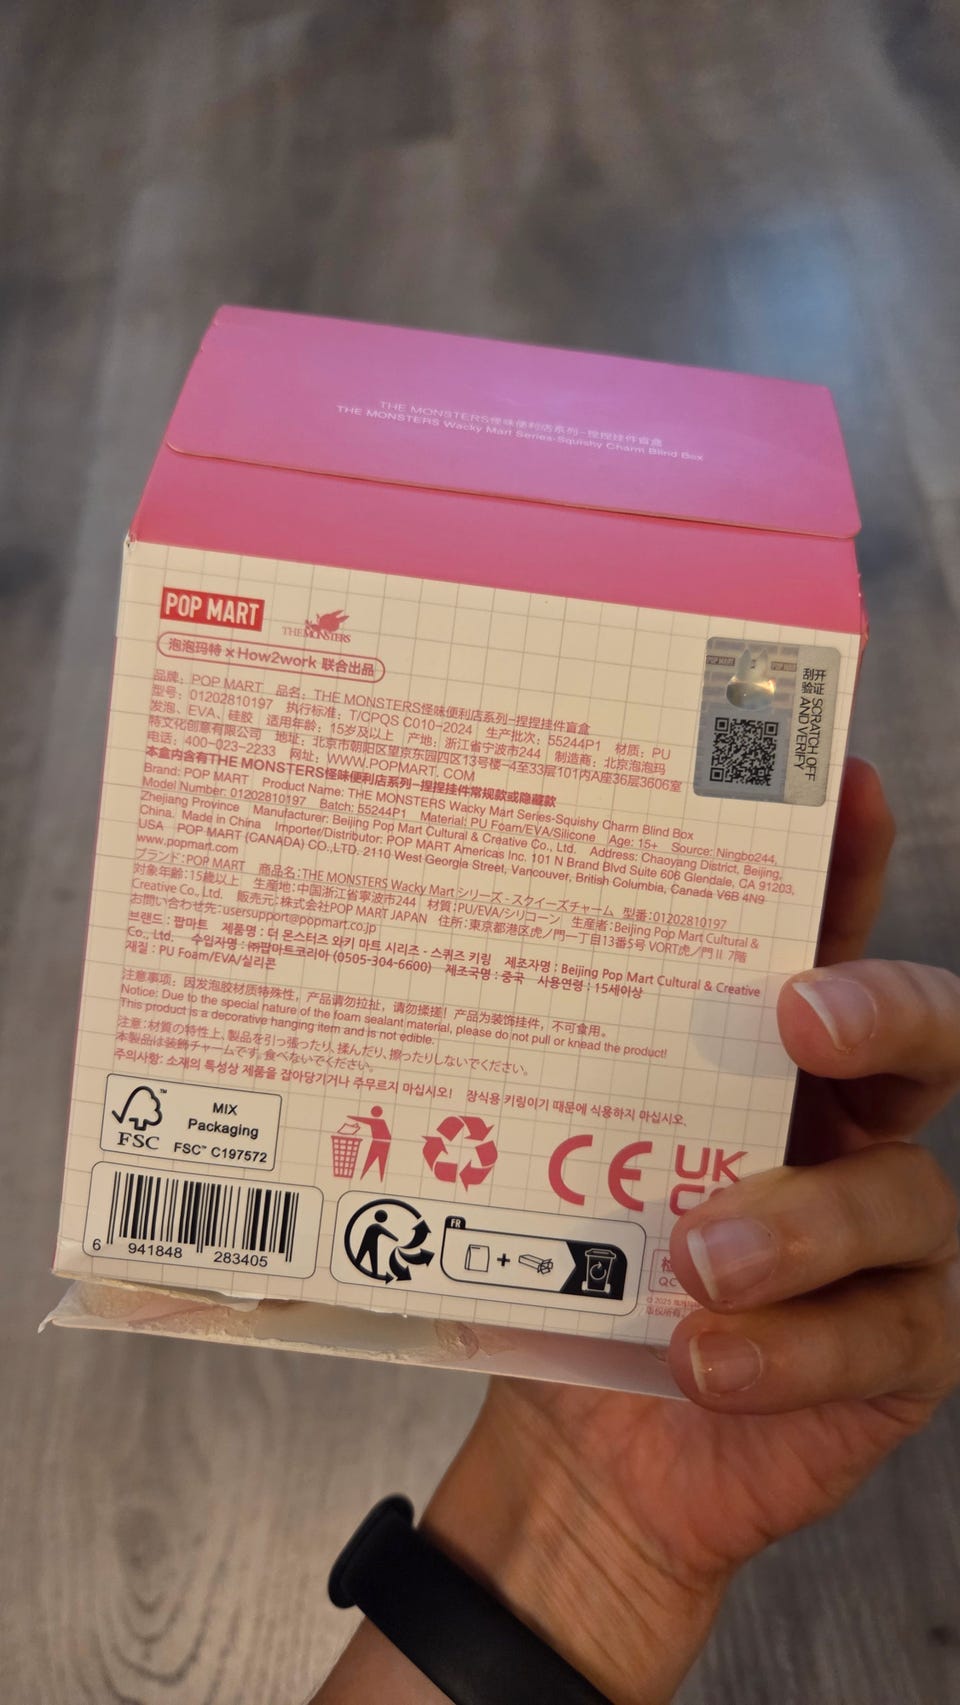 THE MONSTERS怪味便利店系列-捏捏挂件盲盒
THE MONSTERS Wacky Mart Series-Squishy Charm Blind Box
POP MART
THE MONSTERS
泡泡玛特 × How2work 联合出品
品牌：POP MART 品名：THE MONSTERS怪味便利店系列-捏捏挂件盲盒
型号：01202810197 执行标准：T/CPQS C010-2024 生产批次：55244P1 材质：PU
发泡、EVA、硅胶 适用年龄：15岁及以上 产地：浙江省宁波市244 制造商：北京泡泡玛
特文化创意有限公司 地址：北京市朝阳区望京东园四区13号楼-4至33层101内A座36层3606室
电话：400-023-2233 网址：WWW.POPMART.COM
本盒内含有THE MONSTERS怪味便利店系列-捏捏挂件常规款或隐藏款
Brand: POP MART Product Name: THE MONSTERS Wacky Mart Series-Squishy Charm Blind Box
Model Number: 01202810197 Batch: 55244P1 Material: PU Foam/EVA/Silicone Age: 15+ Source: Ningbo244,
Zhejiang Province Manufacturer: Beijing Pop Mart Cultural & Creative Co., Ltd. Address: Chaoyang District, Beijing,
China. Made in China Importer/Distributor: POP MART Americas Inc. 101 N Brand Blvd Suite 606 Glendale, CA 91203,
USA POP MART (CANADA) CO.,LTD. 2110 West Georgia Street, Vancouver, British Columbia, Canada V6B 4N9
www.popmart.com
ブランド：POP MART 商品名：THE MONSTERS Wacky Mart シリーズ - スクイーズチャーム 型番：01202810197
対象年齢：15歳以上 生産地：中国浙江省寧波市244 材質：PU/EVA/シリコーン 生産者：Beijing Pop Mart Cultural &
Creative Co., Ltd. 販売元：株式会社POP MART JAPAN 住所：東京都港区虎ノ門一丁目13番5号 VORT虎ノ門Ⅱ 7階
お問い合わせ先：usersupport@popmart.co.jp
브랜드 : 팝마트 제품명 : 더 몬스터즈 와키 마트 시리즈 - 스퀴즈 키링 제조자명 : Beijing Pop Mart Cultural & Creative
Co., Ltd. 수입자명 : ㈜팝마트코리아 (0505-304-6600) 제조국명 : 중국 사용연령 : 15세이상
재질 : PU Foam/EVA/실리콘
注意事项：因发泡胶材质特殊性，产品请勿拉扯，请勿揉搓！产品为装饰挂件，不可食用。
Notice: Due to the special nature of the foam sealant material, please do not pull or knead the product!
This product is a decorative hanging item and is not edible.
注意：材質の特性上、製品を引っ張ったり、揉んだり、擦ったりしないでください。
本製品は装飾チャームです。食べないでください。
주의사항: 소재의 특성상 제품을 잡아당기거나 주무르지 마십시오! 장식용 키링이기 때문에 식용하지 마십시오.
刮开验证
SCRATCH OFF
AND VERIFY
FSC
MIX
Packaging
FSC™ C197572
CE
UK
6 941848 283405
FR
QC
© 2025
版权所有